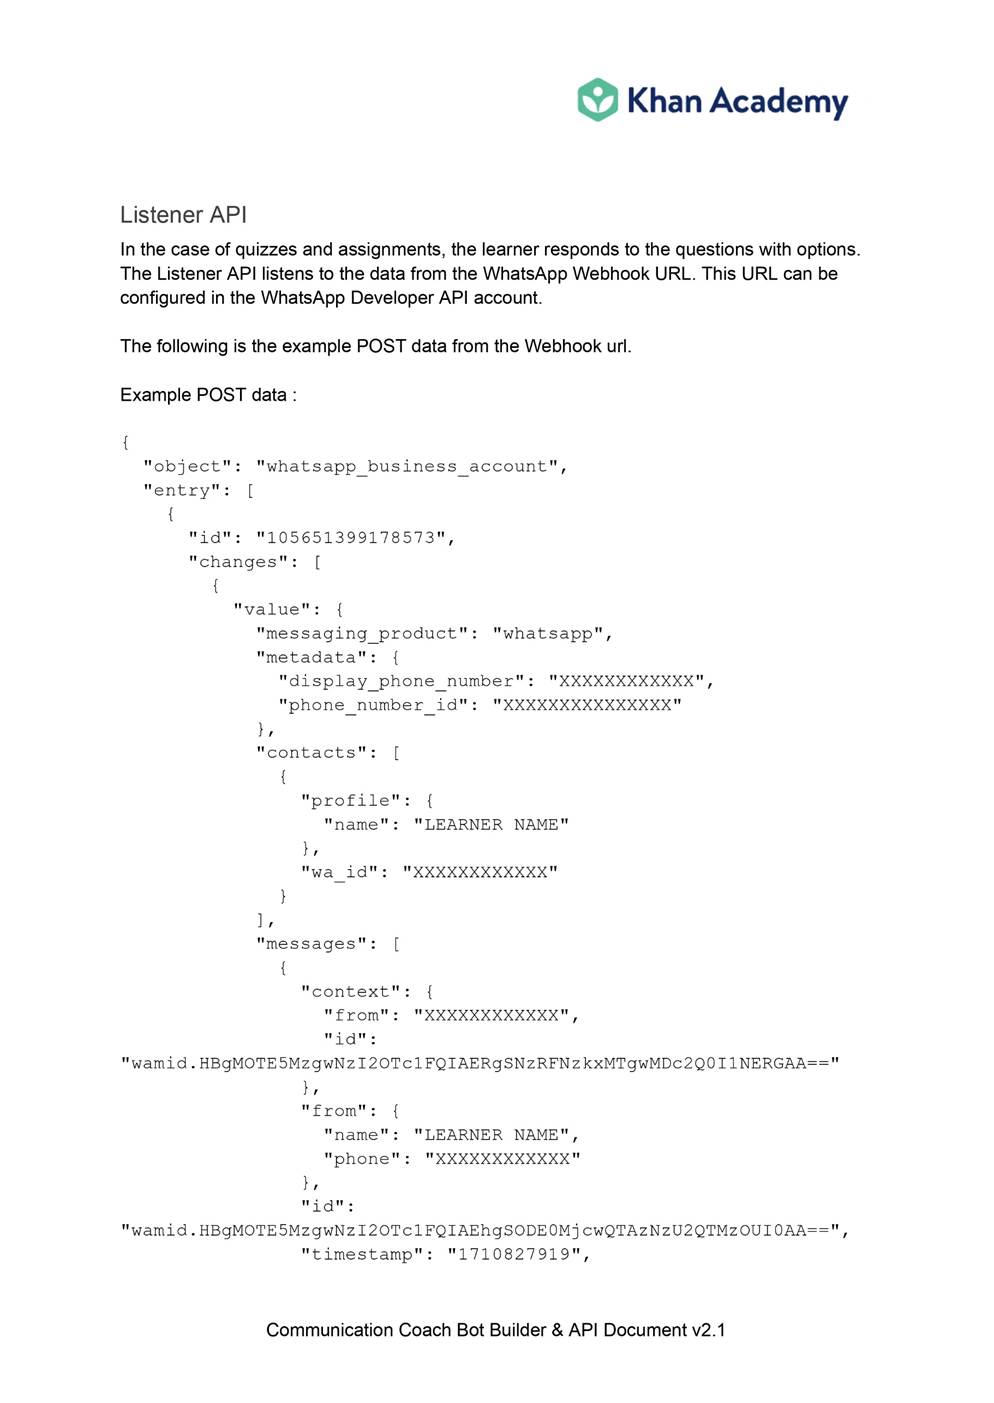 Khan Academy
Listener API
In the case of quizzes and assignments, the learner responds to the questions with options.
The Listener API listens to the data from the WhatsApp Webhook URL. This URL can be
configured in the WhatsApp Developer API account.
The following is the example POST data from the Webhook url.
Example POST data :
{
  "object": "whatsapp_business_account",
  "entry": [
    {
      "id": "105651399178573",
      "changes": [
        {
          "value": {
            "messaging_product": "whatsapp",
            "metadata": {
              "display_phone_number": "XXXXXXXXXXXX",
              "phone_number_id": "XXXXXXXXXXXXXXX"
            },
            "contacts": [
              {
                "profile": {
                  "name": "LEARNER NAME"
                },
                "wa_id": "XXXXXXXXXXXX"
              }
            ],
            "messages": [
              {
                "context": {
                  "from": "XXXXXXXXXXXX",
                  "id":
"wamid.HBgMOTE5MzgwNzI2OTc1FQIAERgSNzRFNzkxMTgwMDc2Q0I1NERGAA=="
                },
                "from": {
                  "name": "LEARNER NAME",
                  "phone": "XXXXXXXXXXXX"
                },
                "id":
"wamid.HBgMOTE5MzgwNzI2OTc1FQIAEhgSODE0MjcwQTAzNzU2QTMzOUI0AA==",
                "timestamp": "1710827919",
Communication Coach Bot Builder & API Document v2.1